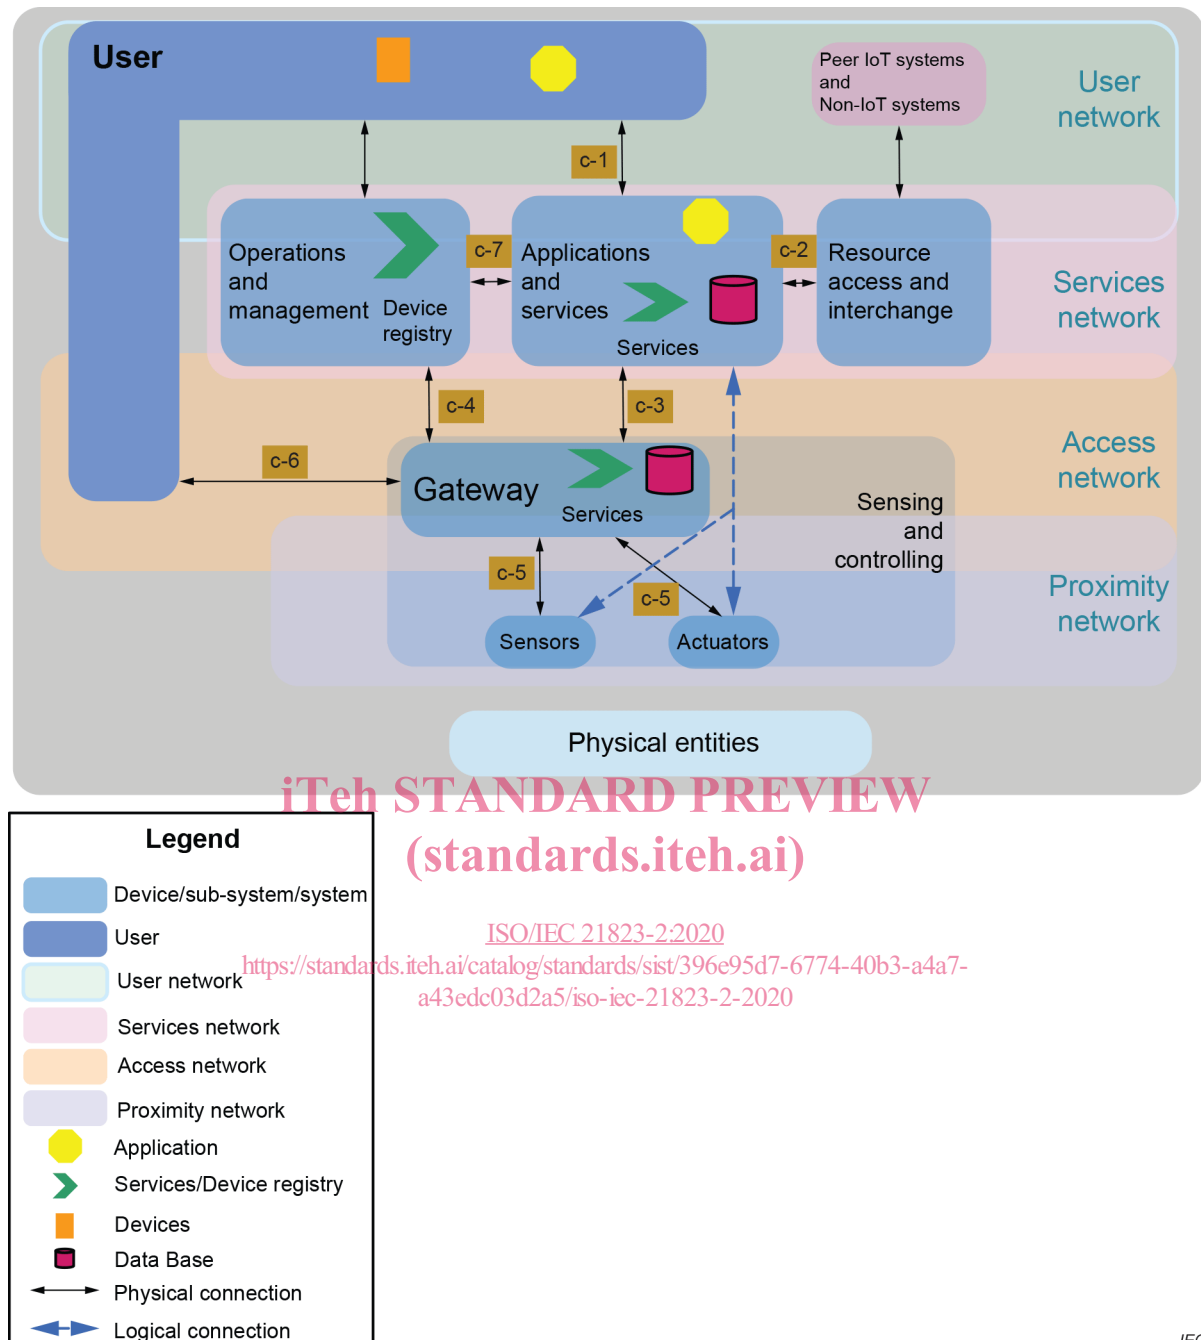 User
Peer IoT systems
and
Non-IoT systems
User
network
c-1
Operations
and
management
Device
registry
c-7
Applications
and
services
Services
c-2
Resource
access and
interchange
Services
network
c-4
c-3
Access
network
c-6
Gateway
Services
Sensing
and
controlling
c-5
c-5
Proximity
network
Sensors
Actuators
Physical entities
iTeh STANDARD PREVIEW
(standards.iteh.ai)
ISO/IEC 21823-2:2020
https://standards.iteh.ai/catalog/standards/sist/396e95d7-6774-40b3-a4a7-
a43edc03d2a5/iso-iec-21823-2-2020
Legend
Device/sub-system/system
User
User network
Services network
Access network
Proximity network
Application
Services/Device registry
Devices
Data Base
Physical connection
Logical connection